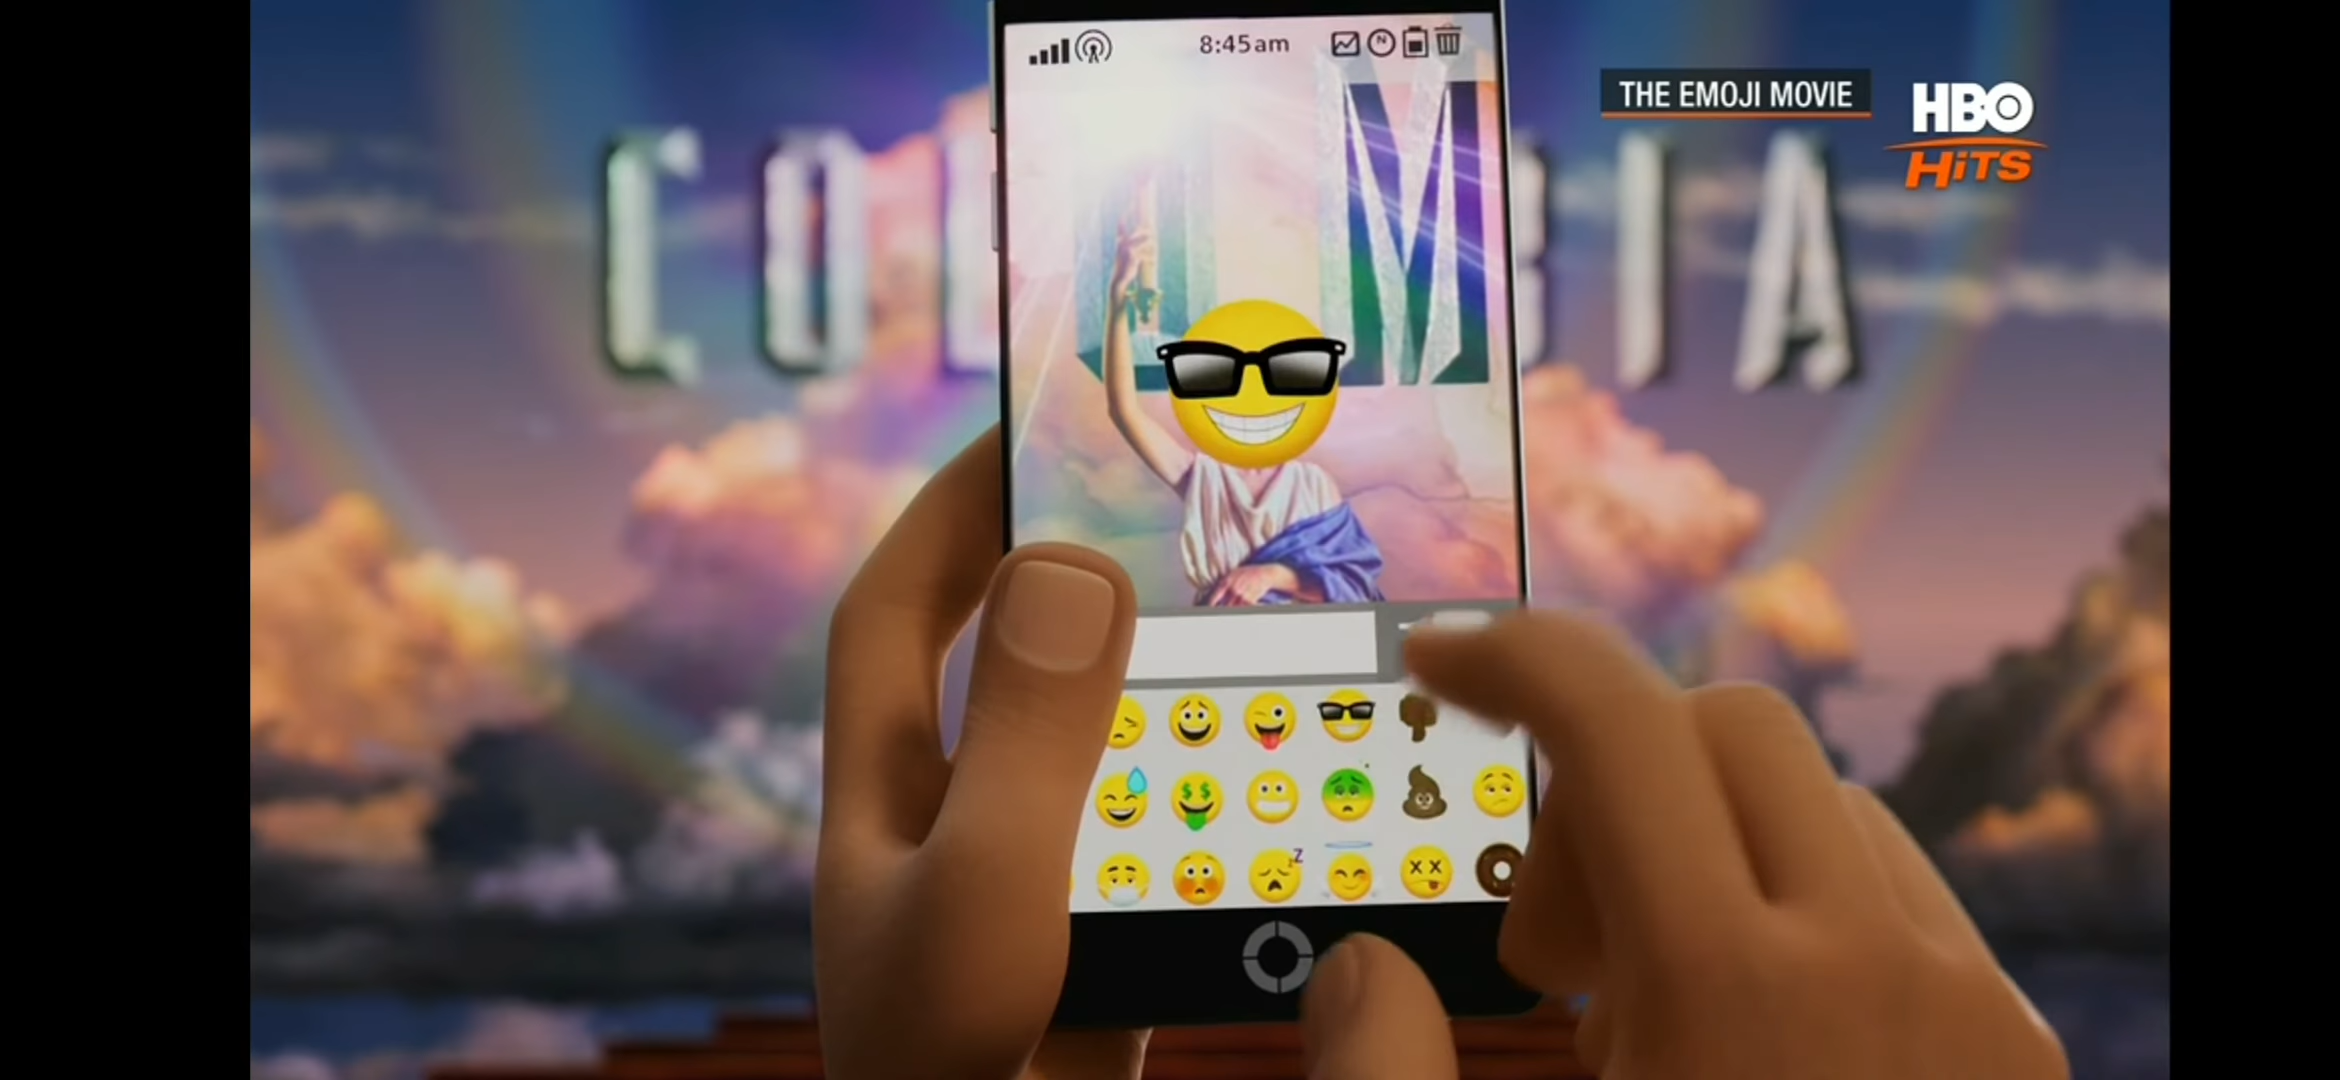 8:45am
N
THE EMOJI MOVIE
HBO
HiTS
COLUMBIA
$ $
z Z
X X